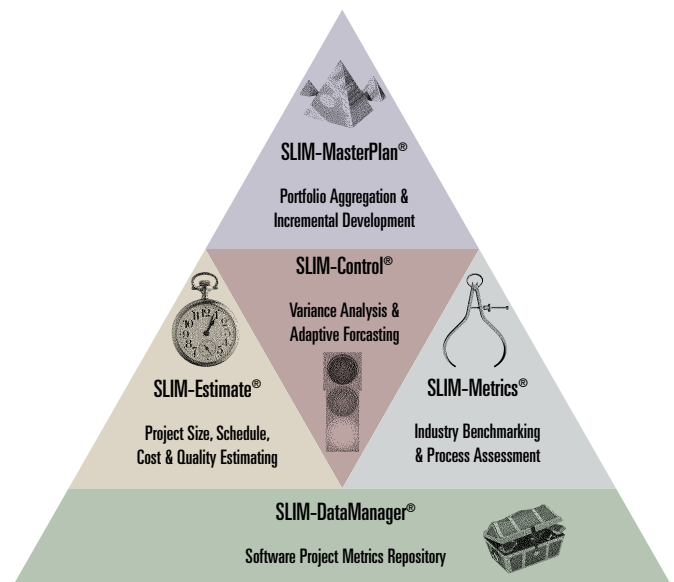 SLIM-MasterPlan®
Portfolio Aggregation &
Incremental Development
SLIM-Control®
Variance Analysis &
Adaptive Forcasting
SLIM-Estimate®
Project Size, Schedule,
Cost & Quality Estimating
SLIM-Metrics®
Industry Benchmarking
& Process Assessment
SLIM-DataManager®
Software Project Metrics Repository